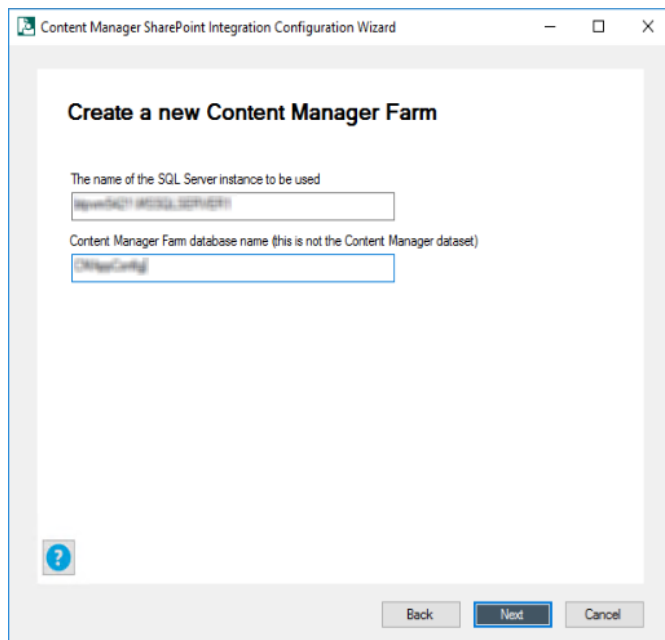 Content Manager SharePoint Integration Configuration Wizard
Create a new Content Manager Farm
The name of the SQL Server instance to be used
Content Manager Farm database name (this is not the Content Manager dataset)
?
Back Next Cancel